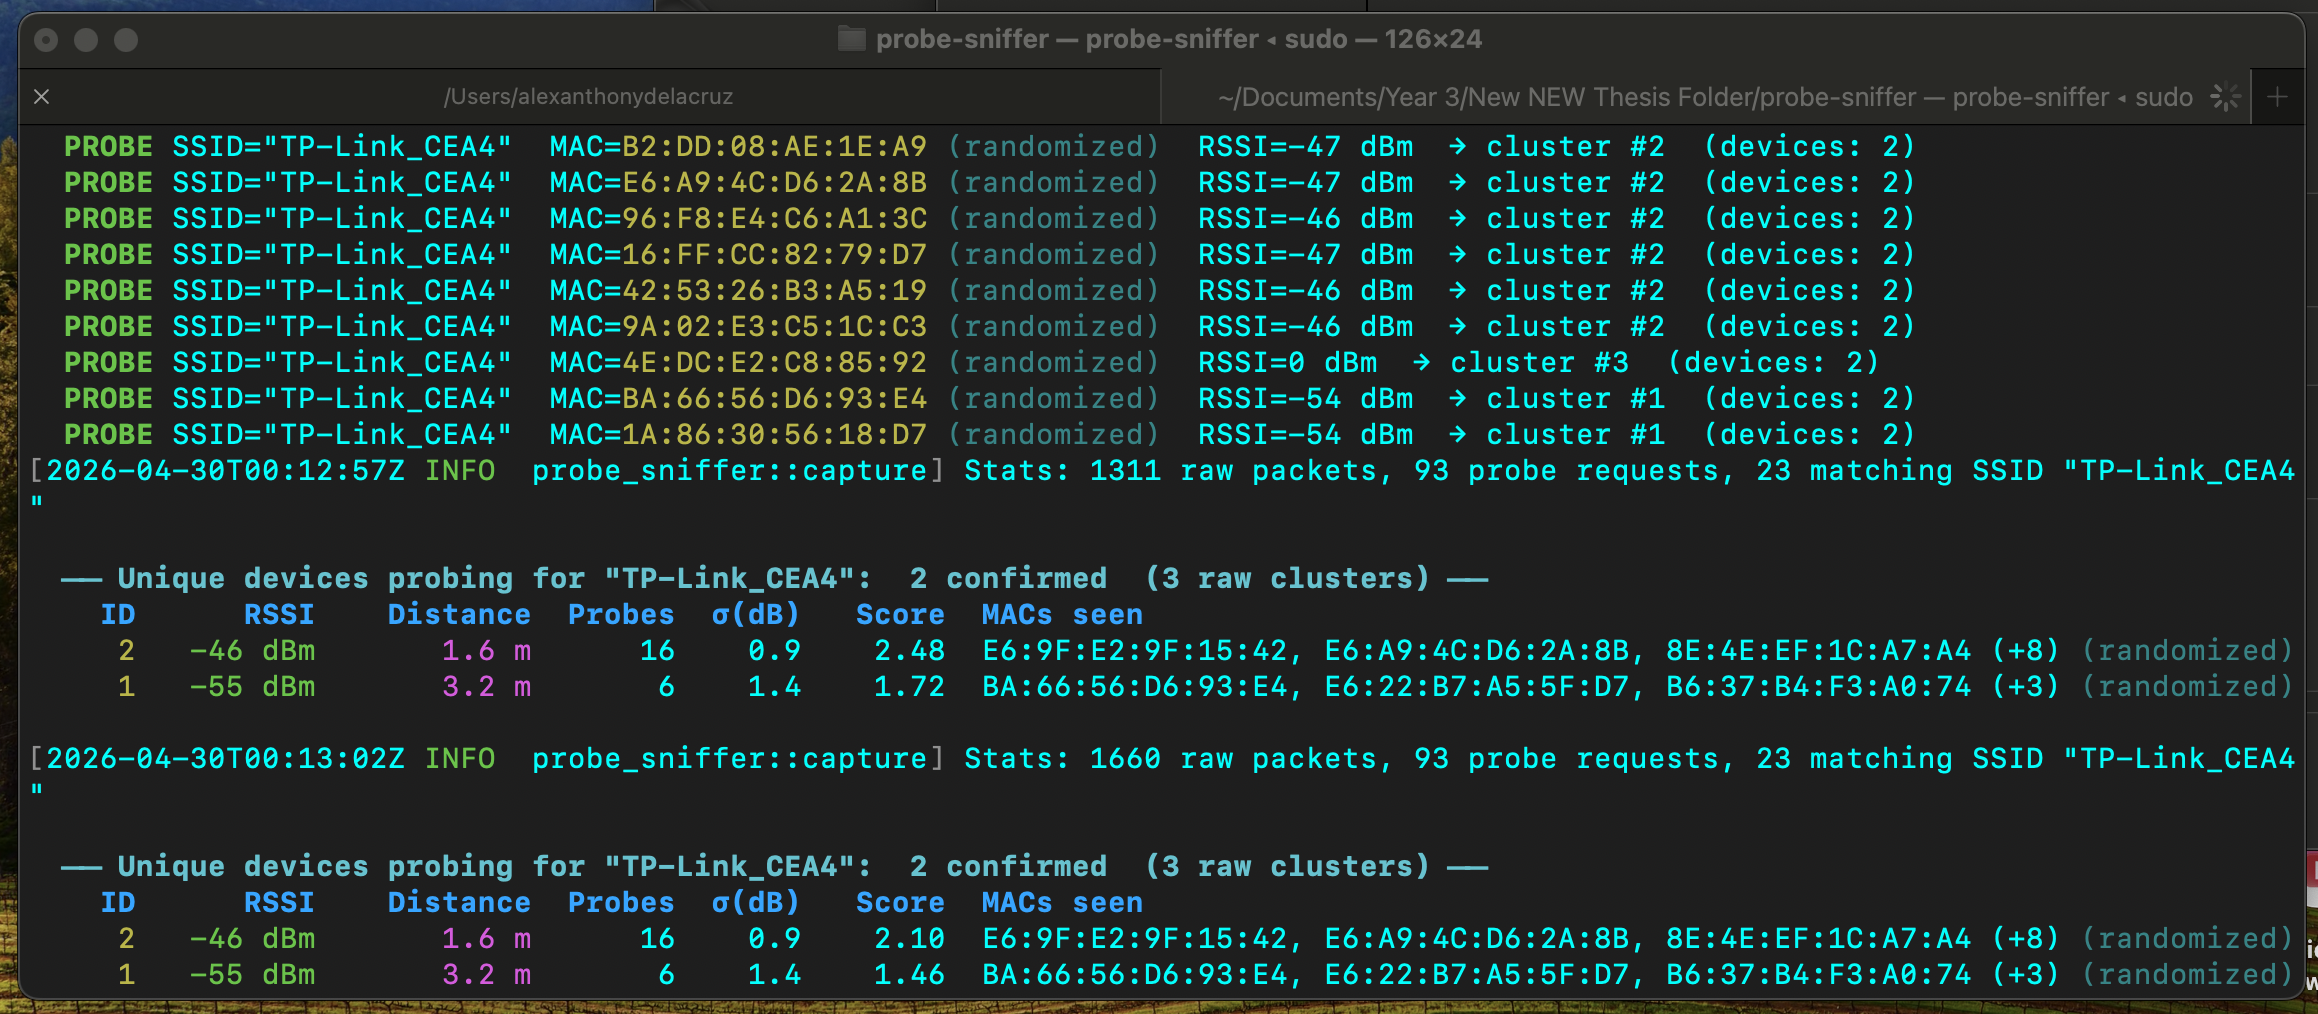 probe-sniffer — probe-sniffer ◂ sudo — 126×24
/Users/alexanthonydelacruz
~/Documents/Year 3/New NEW Thesis Folder/probe-sniffer — probe-sniffer ◂ sudo
PROBE SSID="TP-Link_CEA4"  MAC=B2:DD:08:AE:1E:A9 (randomized)  RSSI=-47 dBm  → cluster #2  (devices: 2)
PROBE SSID="TP-Link_CEA4"  MAC=E6:A9:4C:D6:2A:8B (randomized)  RSSI=-47 dBm  → cluster #2  (devices: 2)
PROBE SSID="TP-Link_CEA4"  MAC=96:F8:E4:C6:A1:3C (randomized)  RSSI=-46 dBm  → cluster #2  (devices: 2)
PROBE SSID="TP-Link_CEA4"  MAC=16:FF:CC:82:79:D7 (randomized)  RSSI=-47 dBm  → cluster #2  (devices: 2)
PROBE SSID="TP-Link_CEA4"  MAC=42:53:26:B3:A5:19 (randomized)  RSSI=-46 dBm  → cluster #2  (devices: 2)
PROBE SSID="TP-Link_CEA4"  MAC=9A:02:E3:C5:1C:C3 (randomized)  RSSI=-46 dBm  → cluster #2  (devices: 2)
PROBE SSID="TP-Link_CEA4"  MAC=4E:DC:E2:C8:85:92 (randomized)  RSSI=0 dBm  → cluster #3  (devices: 2)
PROBE SSID="TP-Link_CEA4"  MAC=BA:66:56:D6:93:E4 (randomized)  RSSI=-54 dBm  → cluster #1  (devices: 2)
PROBE SSID="TP-Link_CEA4"  MAC=1A:86:30:56:18:D7 (randomized)  RSSI=-54 dBm  → cluster #1  (devices: 2)
[2026-04-30T00:12:57Z INFO  probe_sniffer::capture] Stats: 1311 raw packets, 93 probe requests, 23 matching SSID "TP-Link_CEA4
"
—— Unique devices probing for "TP-Link_CEA4":  2 confirmed  (3 raw clusters) ——
ID RSSI Distance Probes σ(dB) Score MACs seen
2 -46 dBm 1.6 m 16 0.9 2.48 E6:9F:E2:9F:15:42, E6:A9:4C:D6:2A:8B, 8E:4E:EF:1C:A7:A4 (+8) (randomized)
1 -55 dBm 3.2 m 6 1.4 1.72 BA:66:56:D6:93:E4, E6:22:B7:A5:5F:D7, B6:37:B4:F3:A0:74 (+3) (randomized)
[2026-04-30T00:13:02Z INFO  probe_sniffer::capture] Stats: 1660 raw packets, 93 probe requests, 23 matching SSID "TP-Link_CEA4
"
—— Unique devices probing for "TP-Link_CEA4":  2 confirmed  (3 raw clusters) ——
ID RSSI Distance Probes σ(dB) Score MACs seen
2 -46 dBm 1.6 m 16 0.9 2.10 E6:9F:E2:9F:15:42, E6:A9:4C:D6:2A:8B, 8E:4E:EF:1C:A7:A4 (+8) (randomized)
1 -55 dBm 3.2 m 6 1.4 1.46 BA:66:56:D6:93:E4, E6:22:B7:A5:5F:D7, B6:37:B4:F3:A0:74 (+3) (randomized)